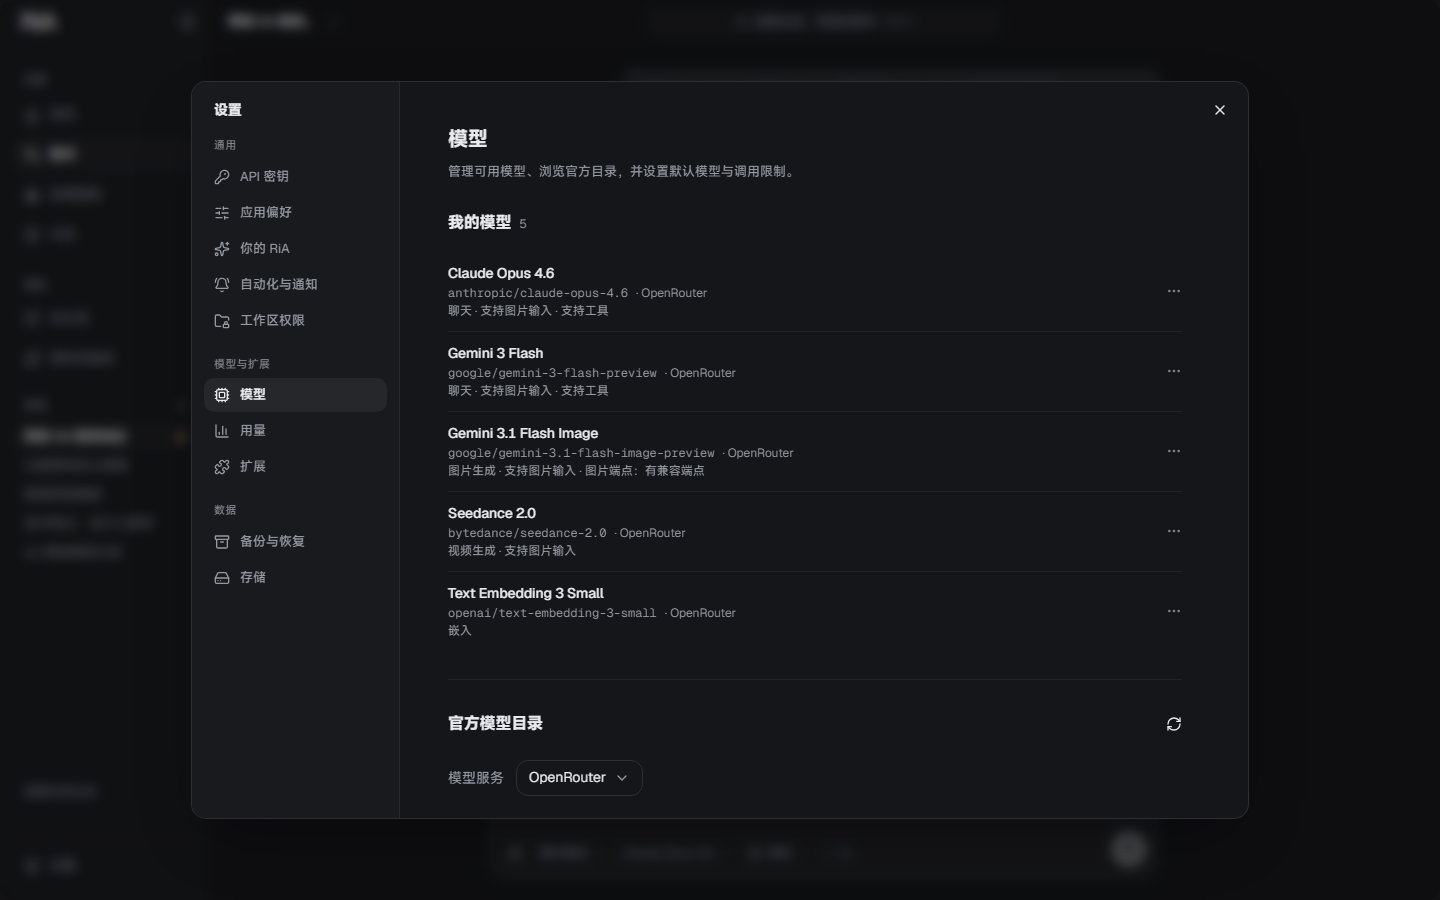 设置
通用
API 密钥
应用偏好
你的 RiA
自动化与通知
工作区权限
模型与扩展
模型
用量
扩展
数据
备份与恢复
存储
模型
管理可用模型、浏览官方目录，并设置默认模型与调用限制。
我的模型 5
Claude Opus 4.6
anthropic/claude-opus-4.6 · OpenRouter
聊天 · 支持图片输入 · 支持工具
Gemini 3 Flash
google/gemini-3-flash-preview · OpenRouter
聊天 · 支持图片输入 · 支持工具
Gemini 3.1 Flash Image
google/gemini-3.1-flash-image-preview · OpenRouter
图片生成 · 支持图片输入 · 图片端点：有兼容端点
Seedance 2.0
bytedance/seedance-2.0 · OpenRouter
视频生成 · 支持图片输入
Text Embedding 3 Small
openai/text-embedding-3-small · OpenRouter
嵌入
官方模型目录
模型服务 OpenRouter